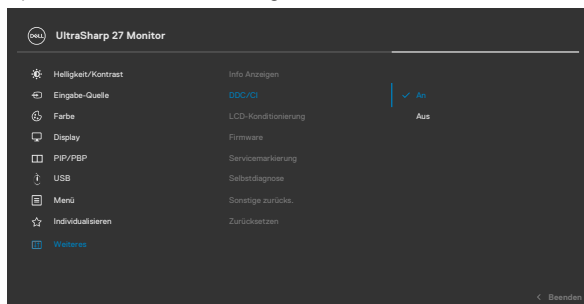 DELL UltraSharp 27 Monitor
Helligkeit/Kontrast Info Anzeigen
Eingabe-Quelle DDC/CI An
Farbe LCD-Konditionierung Aus
Display Firmware
PIP/PBP Servicemarkierung
USB Selbstdiagnose
Menü Sonstige zurücks.
Individualisieren Zurücksetzen
Weiteres
Beenden